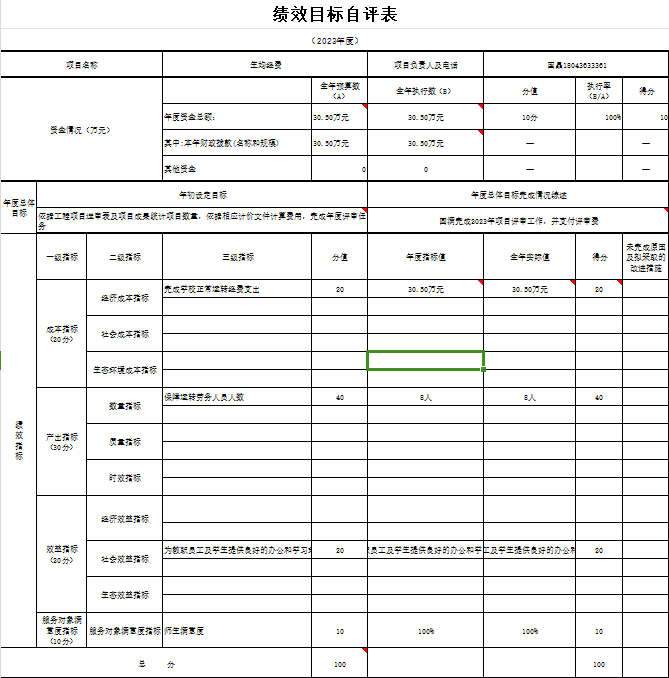 绩效目标自评表
（2023年度）
项目名称 生均经费 项目负责人及电话 国晶18043633361
资金情况（万元） 全年预算数（A） 全年执行数（B） 分值 执行率（B/A） 得分
年度资金总额： 30.50万元 30.50万元 10分 100% 10
其中:本年财政拨款(名称和规模) 30.50万元 30.50万元 — —
其他资金 0 0 — —
年度总体目标 年初设定目标 年度总体目标完成情况综述
依据工程项目送审表及项目成果统计项目数量，依据相应计价文件计算费用，完成年度评审任务 圆满完成2023年项目评审工作，并支付评审费
绩效指标 一级指标 二级指标 三级指标 分值 年度指标值 全年实际值 得分 未完成原因及拟采取的改进措施
成本指标（20分） 经济成本指标 完成学校正常运转经费支出 20 30.50万元 30.50万元 20
社会成本指标
生态环境成本指标
产出指标（30分） 数量指标 保障运转劳务人员人数 40 8人 8人 40
质量指标
时效指标
效益指标（20分） 经济效益指标
社会效益指标 为教职员工及学生提供良好的办公和学习 20 员工及学生提供良好的办公和学 工及学生提供良好的办公和 20
生态效益指标
服务对象满意度指标（10分） 服务对象满意度指标 师生满意度 10 100% 100% 10
总 分 100 100